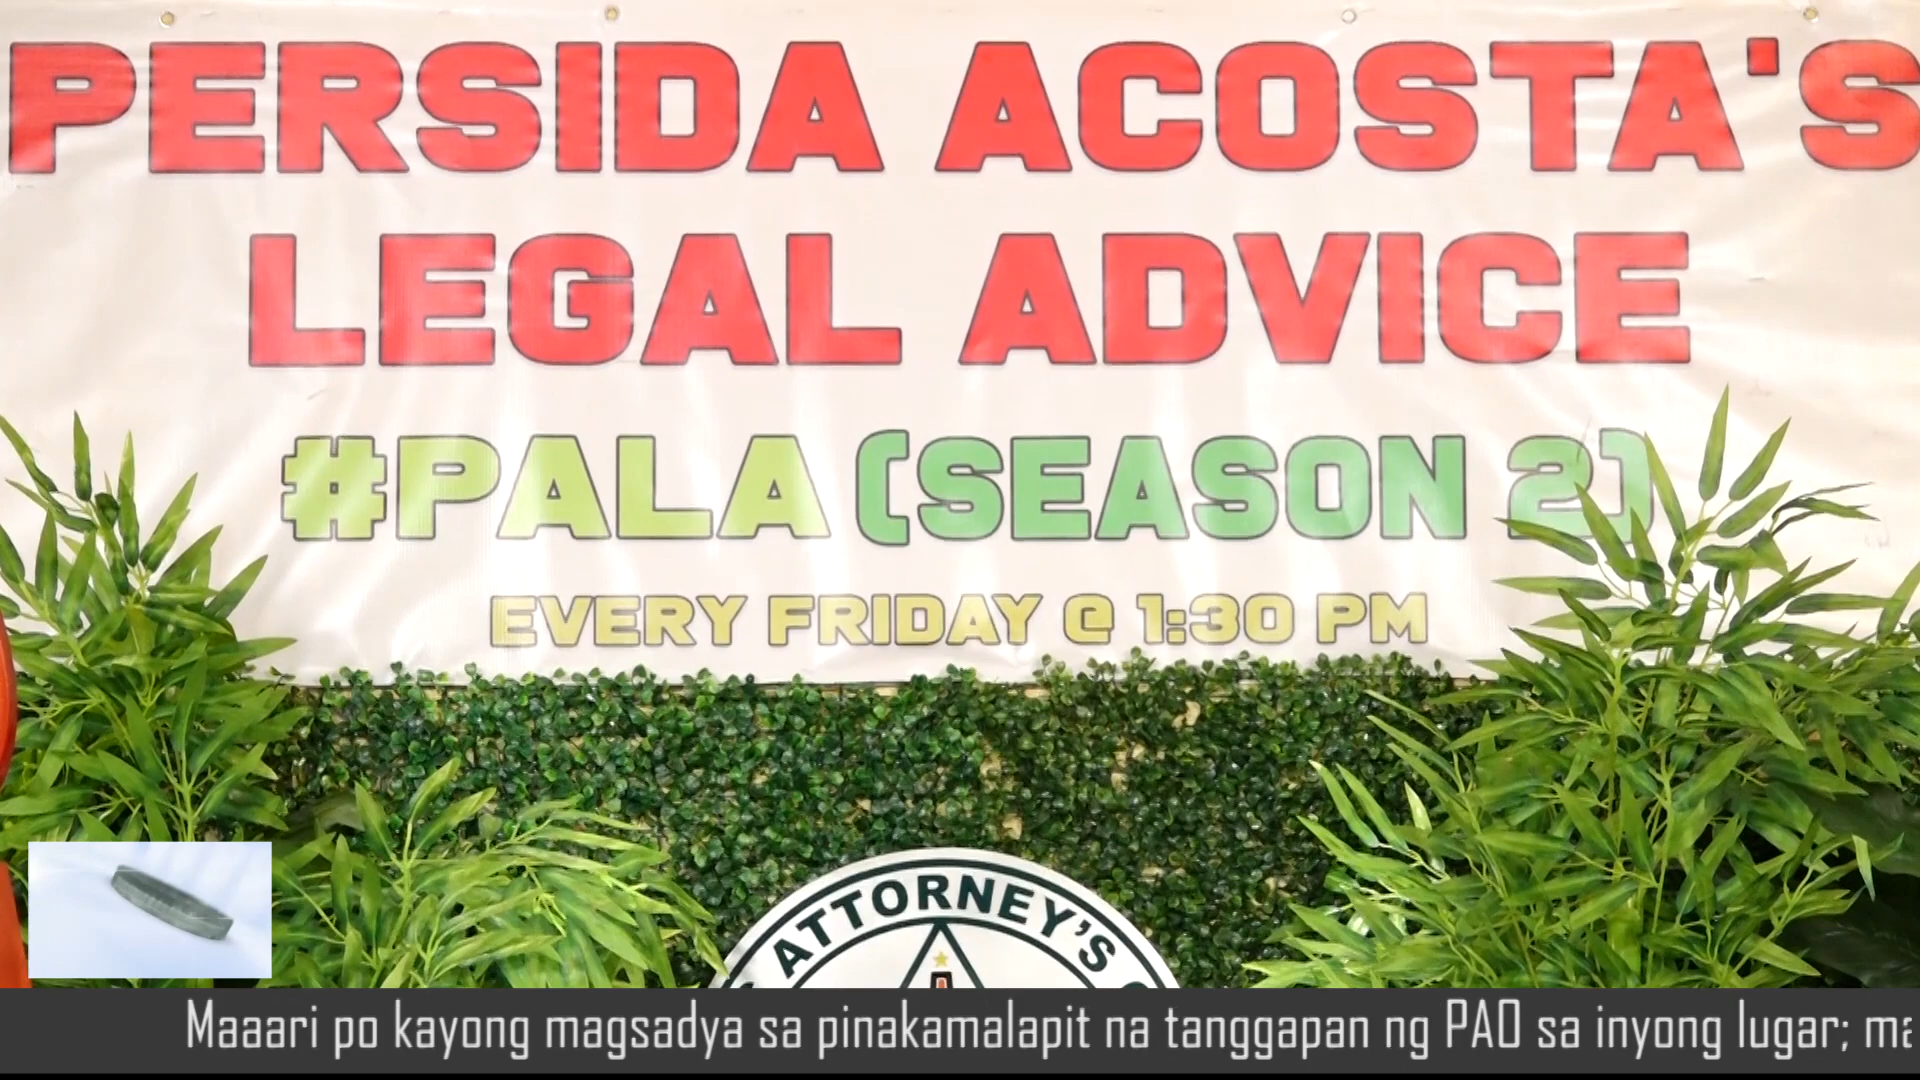 PERSIDA ACOSTA'S
LEGAL ADVICE
#PALA (SEASON 2)
EVERY FRIDAY @ 1:30 PM
ATTORNEY'S
Maaari po kayong magsadya sa pinakamalapit na tanggapan ng PAO sa inyong lugar; ma